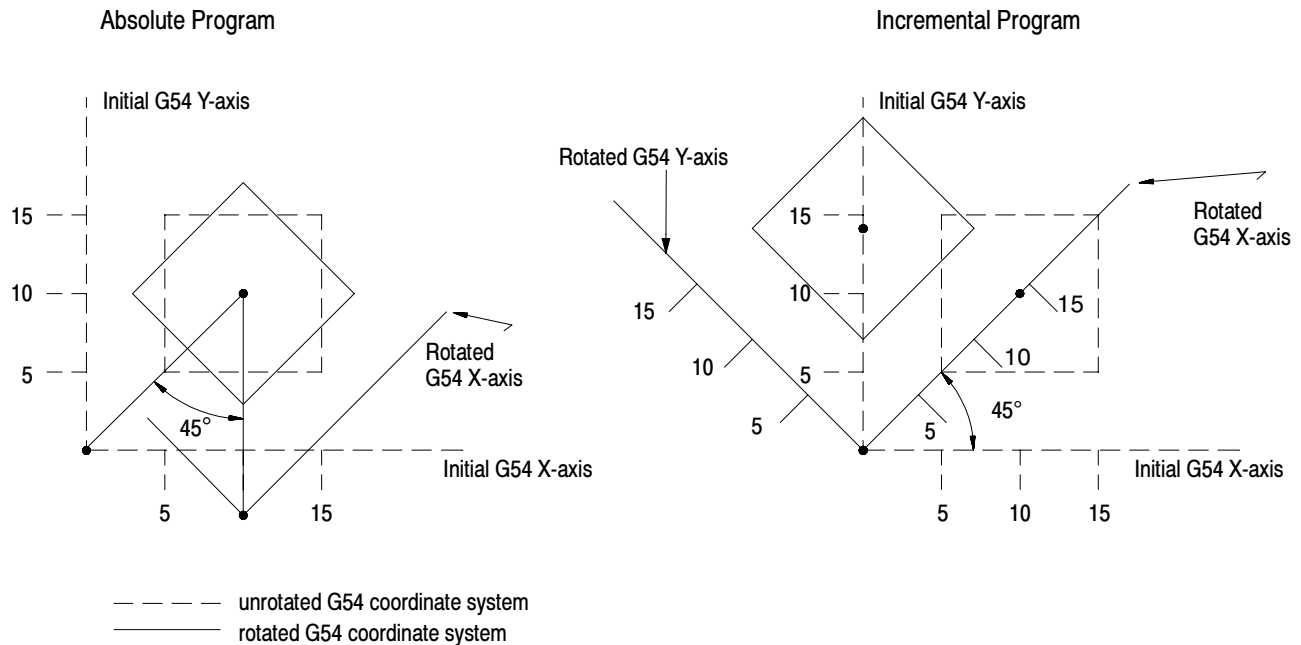 Absolute Program
Incremental Program
Initial G54 Y-axis
15
10
5
45°
Rotated
G54 X-axis
Initial G54 X-axis
5
15
Initial G54 Y-axis
Rotated G54 Y-axis
Rotated
G54 X-axis
15
10
5
15
10
5
15
10
5
45°
Initial G54 X-axis
5
10
15
unrotated G54 coordinate system
rotated G54 coordinate system